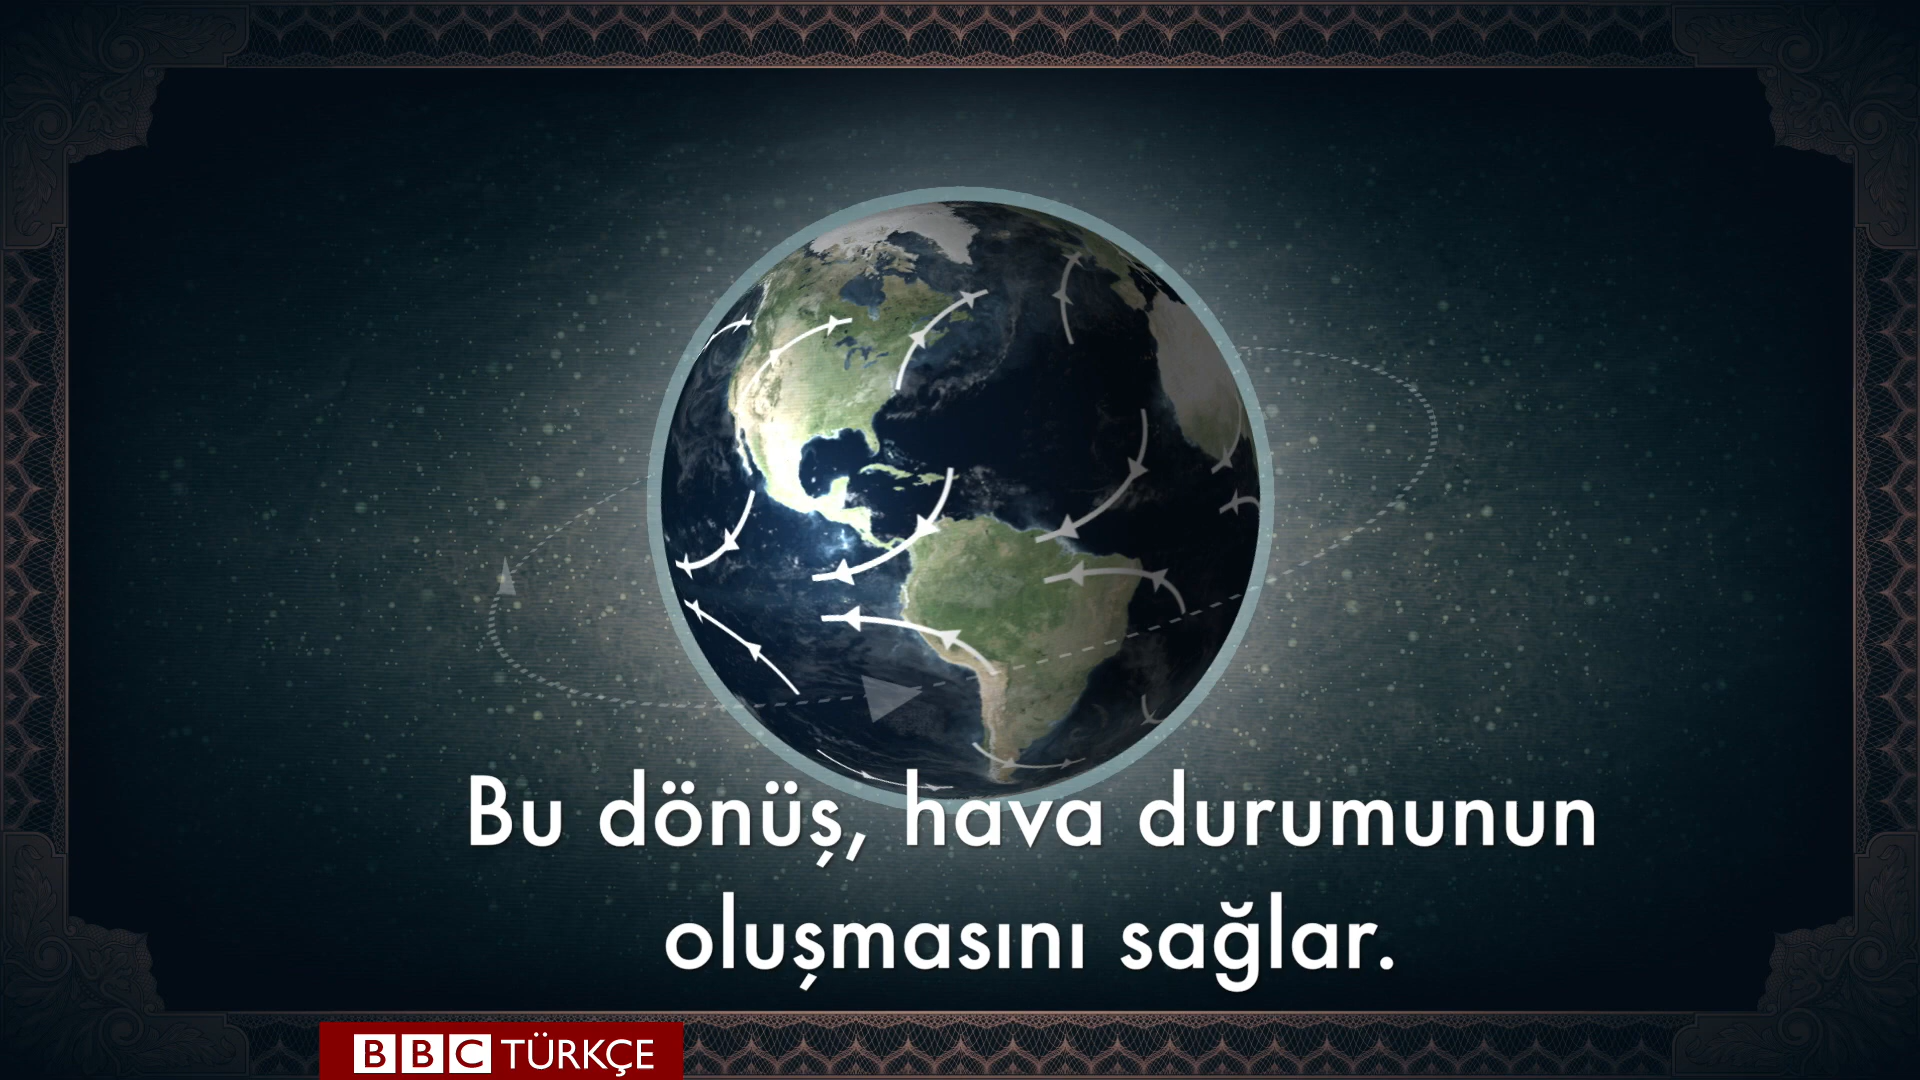 Bu dönüş, hava durumunun
oluşmasını sağlar.
BBC TÜRKÇE